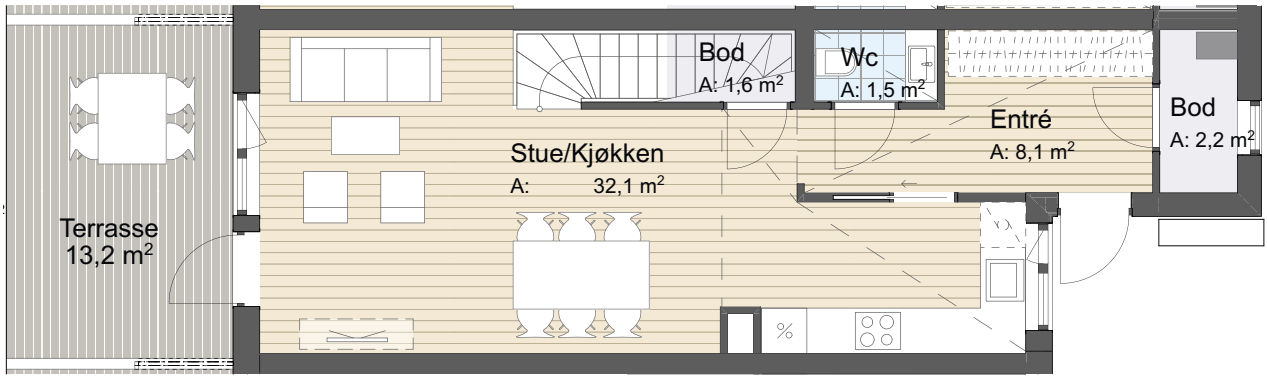 Bod
A: 1,6 m²
Wc
A: 1,5 m²
Entré
A: 8,1 m²
Bod
A: 2,2 m²
Stue/Kjøkken
A: 32,1 m²
Terrasse
13,2 m²
%